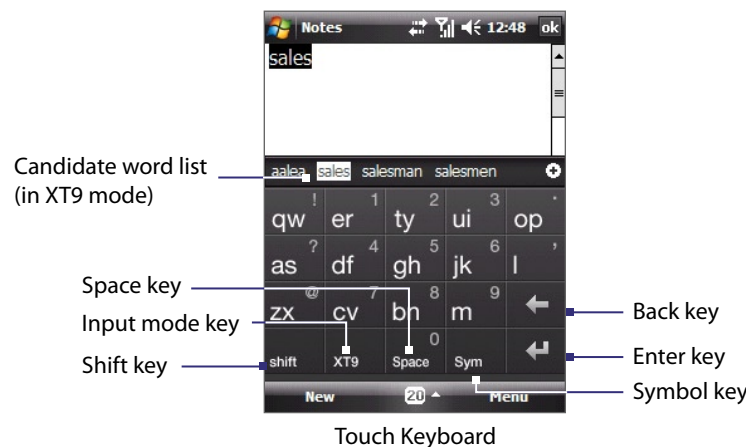 Notes 12:48 ok
sales
Candidate word list
(in XT9 mode)
aalea sales salesman salesmen
! 1 2 3 .
qw er ty ui op
? 4 5 6 ,
as df gh jk l
@ 7 8 9
zx cv bn m
0
shift XT9 Space Sym
Space key
Input mode key
Shift key
Back key
Enter key
Symbol key
New 20 Menu
Touch Keyboard